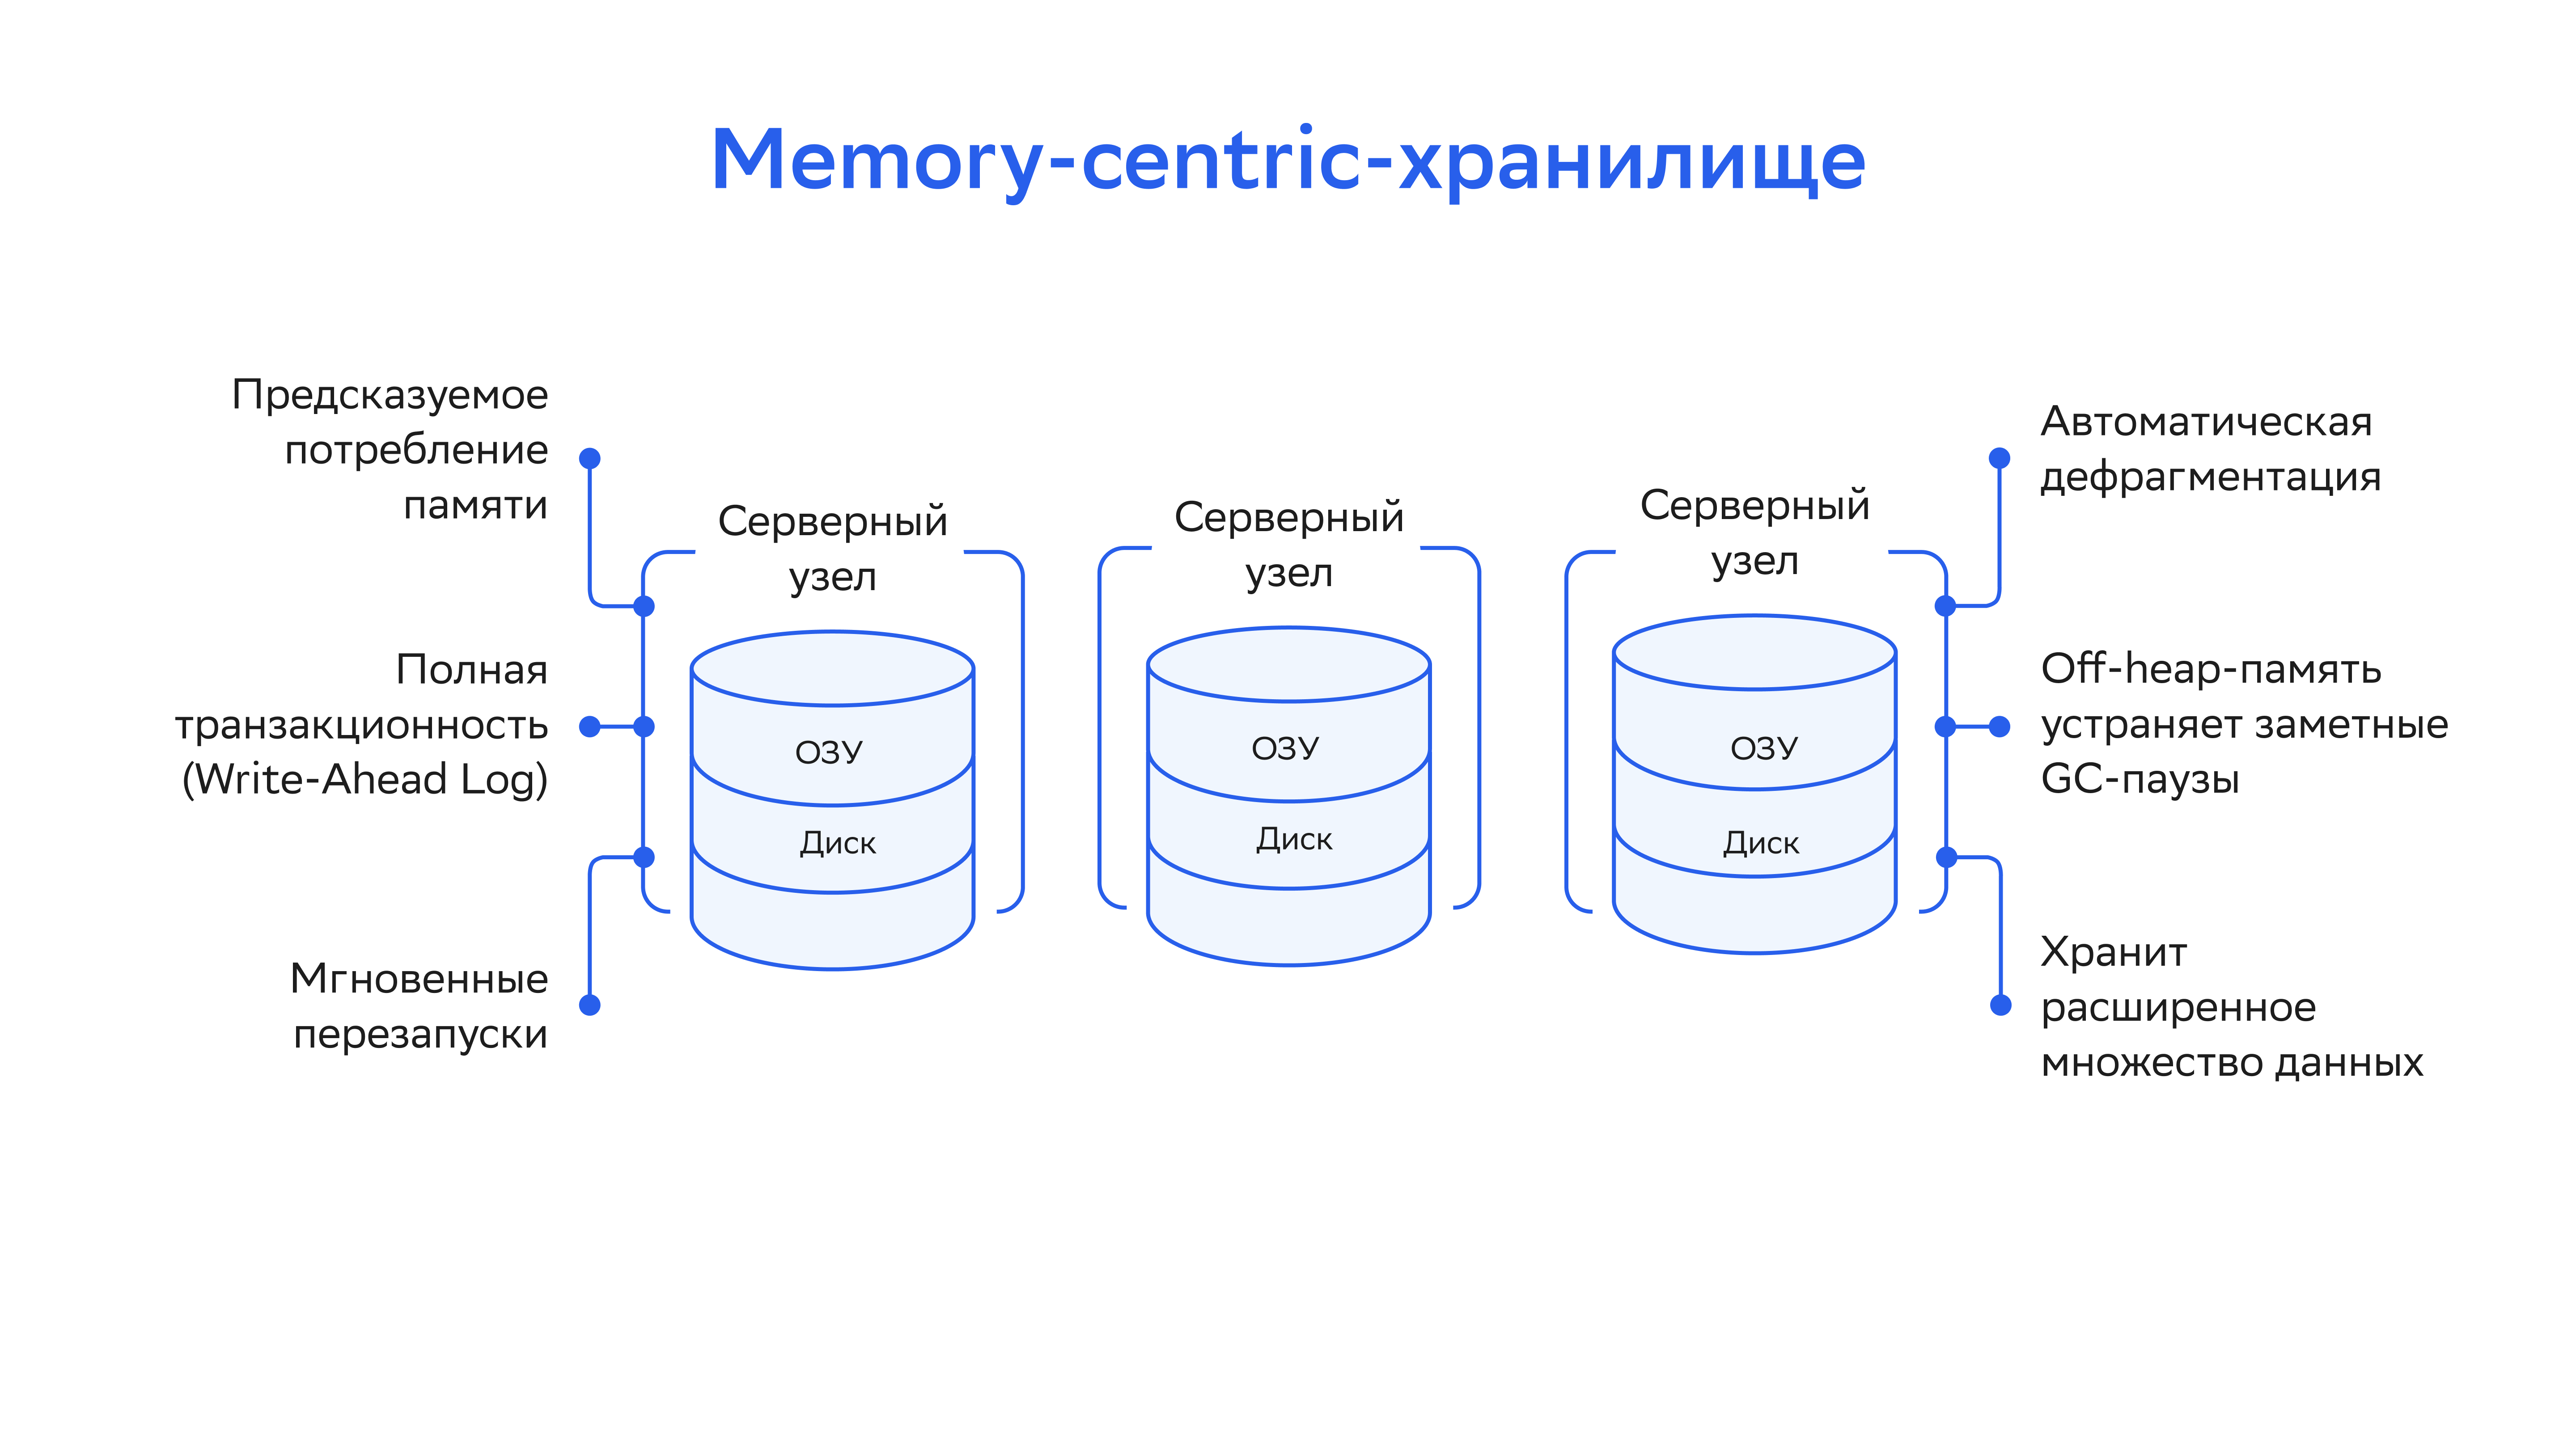 Memory-centric-хранилище
Предсказуемое
потребление
памяти
Полная
транзакционность
(Write-Ahead Log)
Мгновенные
перезапуски
Серверный
узел
ОЗУ
Диск
Серверный
узел
ОЗУ
Диск
Серверный
узел
ОЗУ
Диск
Автоматическая
дефрагментация
Off-heap-память
устраняет заметные
GC-паузы
Хранит
расширенное
множество данных